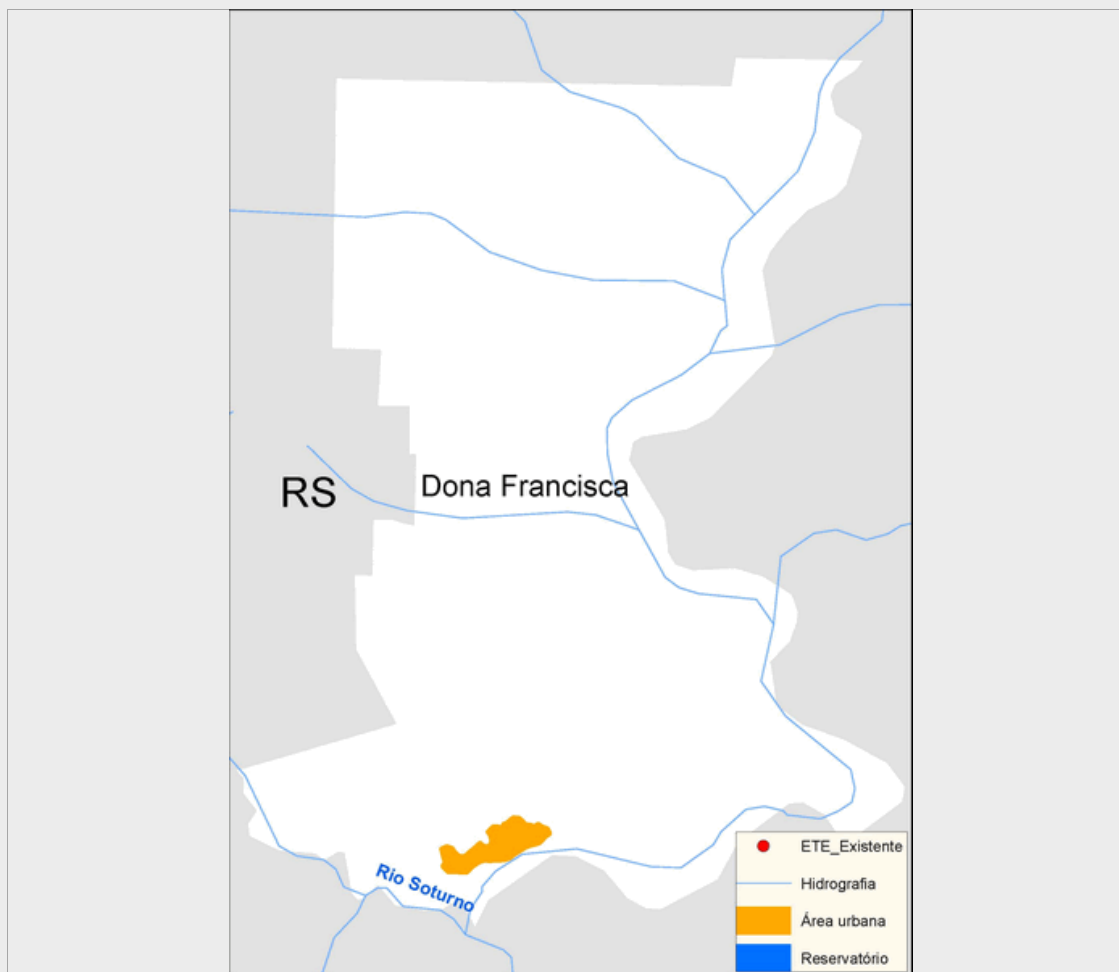 RS
Dona Francisca
Rio Soturno
ETE_Existente
Hidrografia
Área urbana
Reservatório